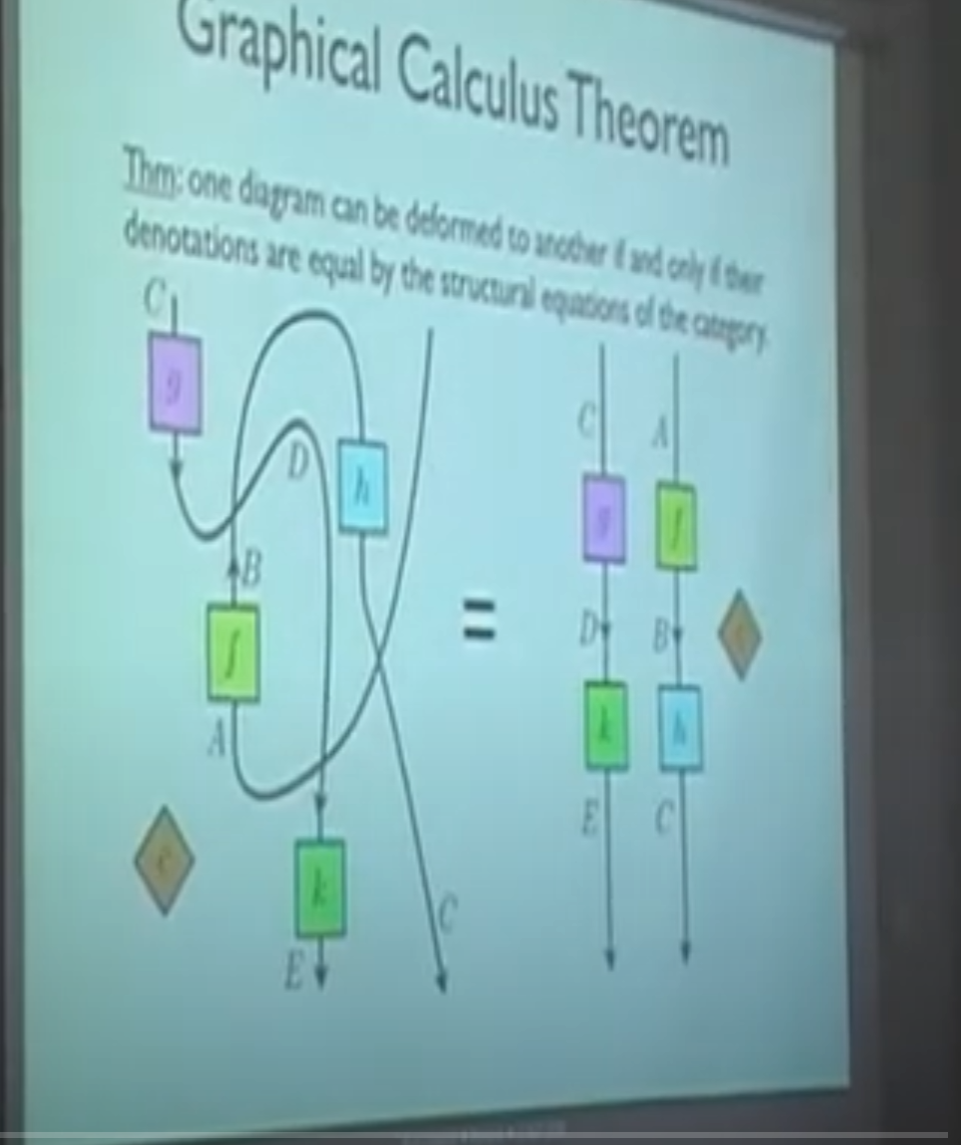 Graphical Calculus Theorem
Thm: one diagram can be deformed to another if and only if their
denotations are equal by the structural equations of the category.
C
g
D
h
B
f
A
k
E
C
=
C
A
g
f
D
B
k
h
E
C